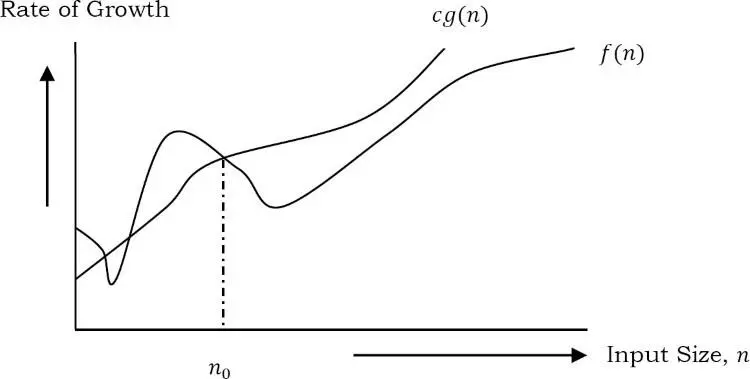 Rate of Growth
cg(n)
f(n)
Input Size, n
n₀